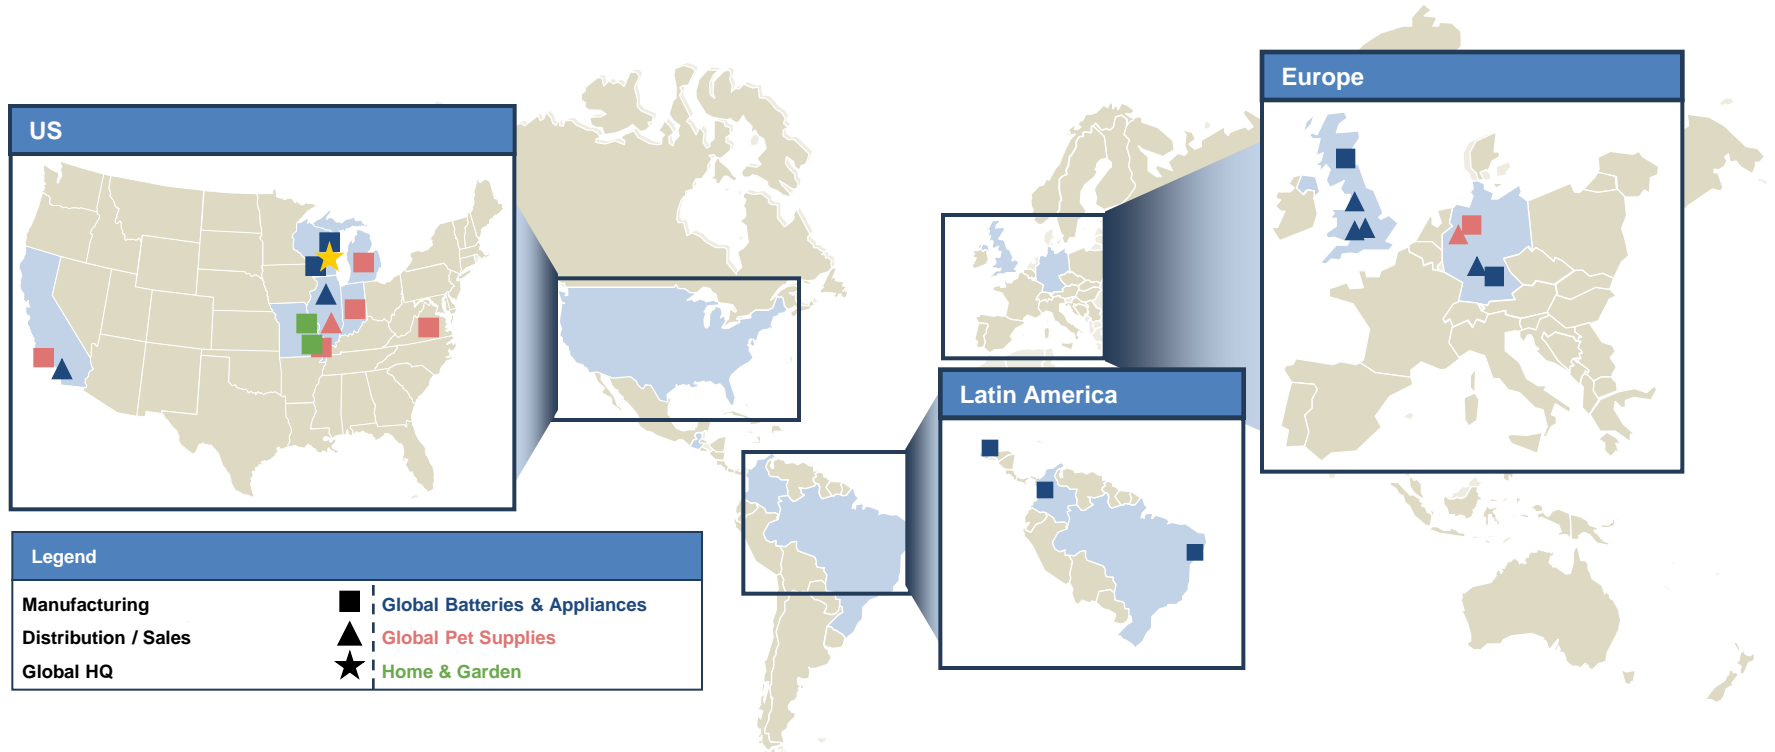 US
Europe
Latin America
Legend
Manufacturing
Global Batteries & Appliances
Distribution / Sales
Global Pet Supplies
Global HQ
Home & Garden